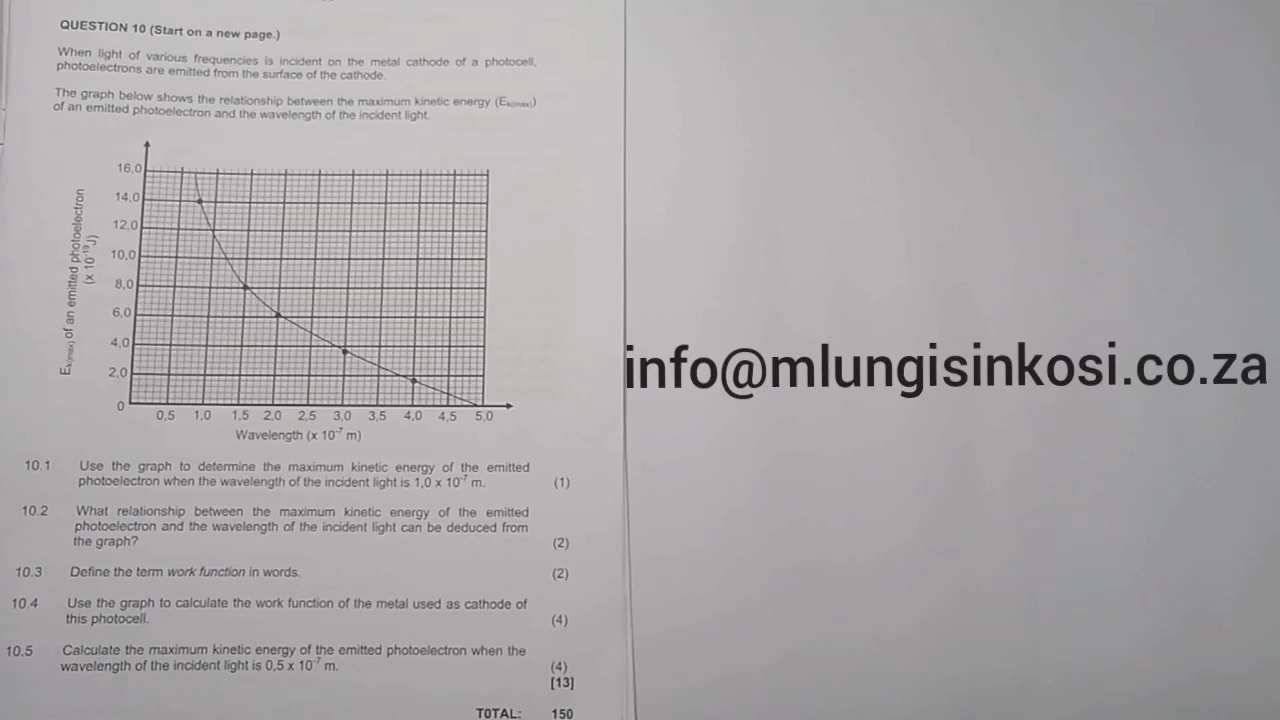 QUESTION 10 (Start on a new page.)
When light of various frequencies is incident on the metal cathode of a photocell,
photoelectrons are emitted from the surface of the cathode.
The graph below shows the relationship between the maximum kinetic energy (Ek(max))
of an emitted photoelectron and the wavelength of the incident light.
Ek(max) of an emitted photoelectron
(x 10⁻¹⁹J)
16,0
14,0
12,0
10,0
8,0
6,0
4,0
2,0
0
0,5 1,0 1,5 2,0 2,5 3,0 3,5 4,0 4,5 5,0
Wavelength (x 10⁻⁷ m)
10.1 Use the graph to determine the maximum kinetic energy of the emitted
photoelectron when the wavelength of the incident light is 1,0 x 10⁻⁷ m. (1)
10.2 What relationship between the maximum kinetic energy of the emitted
photoelectron and the wavelength of the incident light can be deduced from
the graph? (2)
10.3 Define the term work function in words. (2)
10.4 Use the graph to calculate the work function of the metal used as cathode of
this photocell. (4)
10.5 Calculate the maximum kinetic energy of the emitted photoelectron when the
wavelength of the incident light is 0,5 x 10⁻⁷ m. (4)
[13]
TOTAL: 150
info@mlungisinkosi.co.za